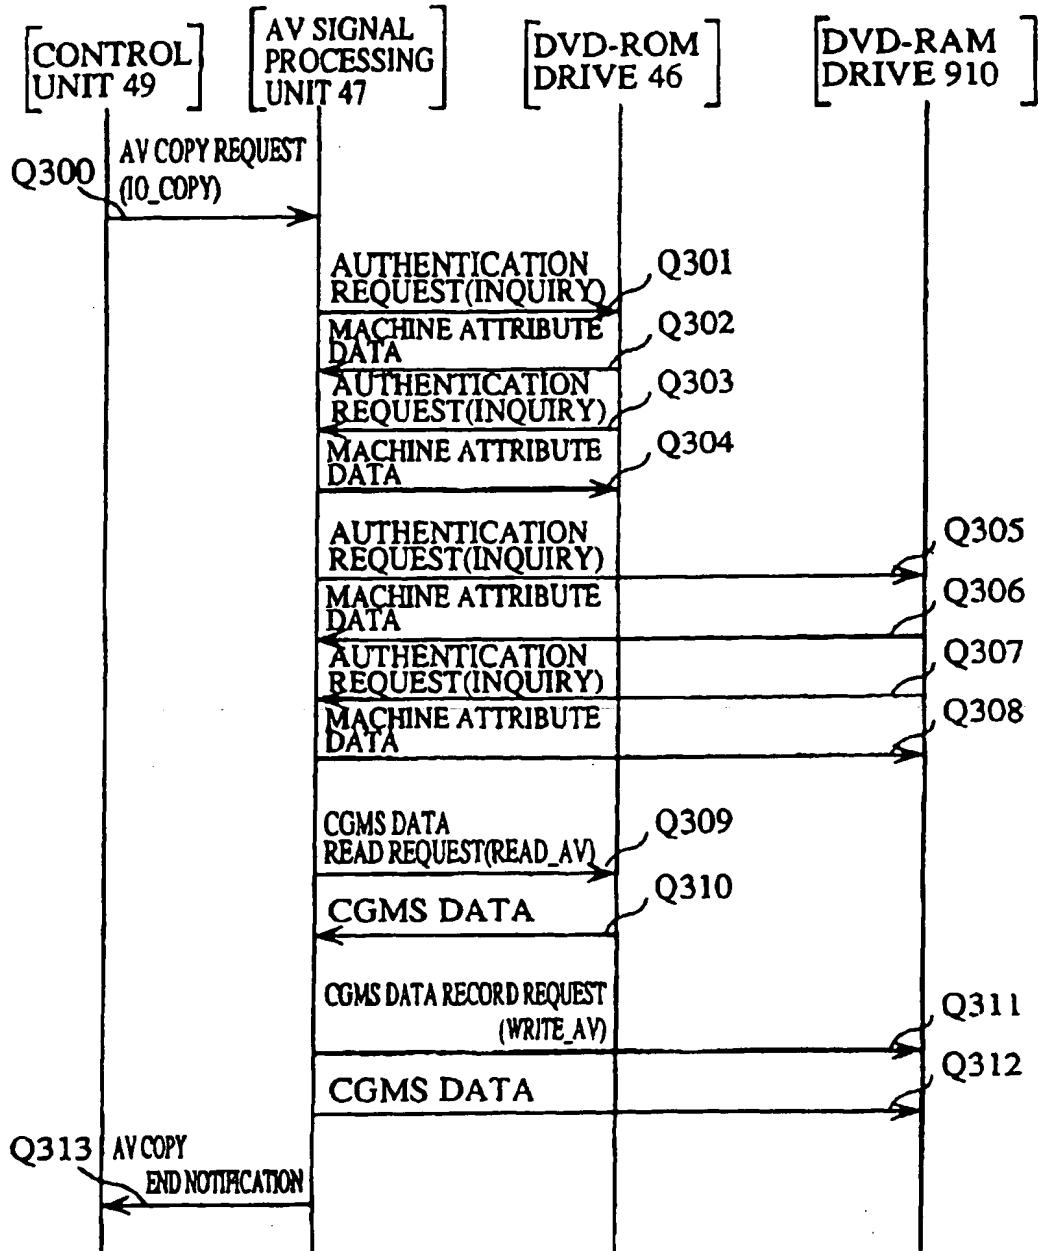 CONTROL
UNIT 49
AV SIGNAL
PROCESSING
UNIT 47
DVD-ROM
DRIVE 46
DVD-RAM
DRIVE 910
Q300
AV COPY REQUEST
(IO_COPY)
AUTHENTICATION
REQUEST(INQUIRY)
Q301
MACHINE ATTRIBUTE
DATA
Q302
AUTHENTICATION
REQUEST(INQUIRY)
Q303
MACHINE ATTRIBUTE
DATA
Q304
AUTHENTICATION
REQUEST(INQUIRY)
Q305
MACHINE ATTRIBUTE
DATA
Q306
AUTHENTICATION
REQUEST(INQUIRY)
Q307
MACHINE ATTRIBUTE
DATA
Q308
CGMS DATA
READ REQUEST(READ_AV)
Q309
CGMS DATA
Q310
CGMS DATA RECORD REQUEST
(WRITE_AV)
Q311
CGMS DATA
Q312
Q313
AV COPY
END NOTIFICATION